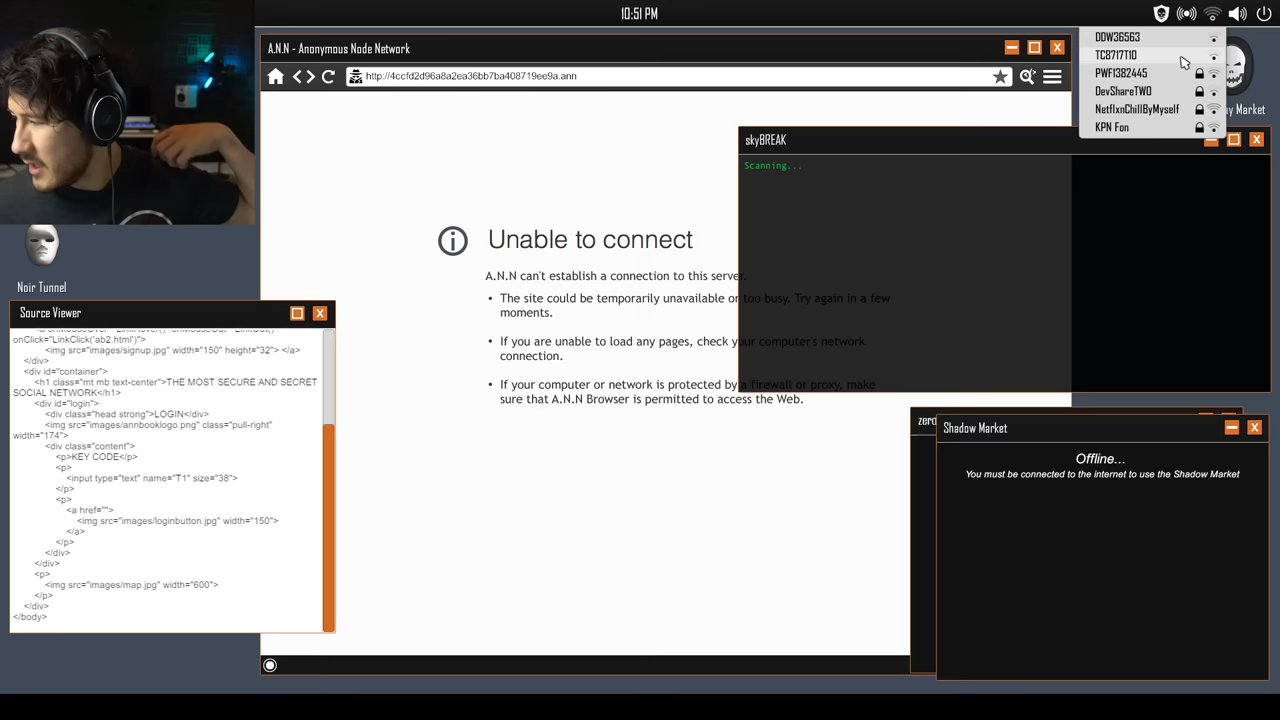 10:51 PM
A.N.N - Anonymous Node Network
http://4ccfd2d96a8a2ea36bb7ba408719ee9a.ann
DDW36563
TC8717T10
PWF1382445
DevShareTWO
NetflxnChillByMyself
KPN Fon
skyBREAK
Scanning...
Unable to connect
A.N.N can't establish a connection to this server.
• The site could be temporarily unavailable or too busy. Try again in a few
moments.
• If you are unable to load any pages, check your computer's network
connection.
• If your computer or network is protected by a firewall or proxy, make
sure that A.N.N Browser is permitted to access the Web.
Noir Tunnel
Source Viewer
onClick="LinkClick('ab2.html')">
<img src="images/signup.jpg" width="150" height="32"> </a>
</div>
<div id="container">
<h1 class="mt mb text-center">THE MOST SECURE AND SECRET
SOCIAL NETWORK</h1>
<div id="login">
<div class="head strong">LOGIN</div>
<img src="images/annbooklogo.png" class="pull-right"
width="174">
<div class="content">
<p>KEY CODE</p>
<p>
<input type="text" name="T1" size="38">
</p>
<p>
<a href="">
<img src="images/loginbutton.jpg" width="150">
</a>
</p>
</div>
</div>
<p>
<img src="images/map.jpg" width="600">
</p>
</div>
</body>
Shadow Market
Offline...
You must be connected to the internet to use the Shadow Market
Market